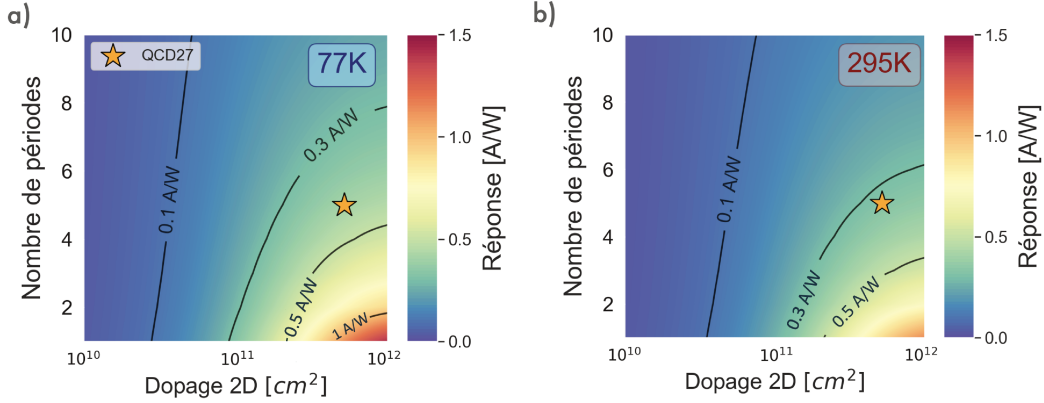 a)
Nombre de périodes
10
8
6
4
2
QCD27
77K
0.1 A/W
0.3 A/W
0.5 A/W
1 A/W
10^10
10^11
10^12
Dopage 2D [cm^2]
1.5
1.0
0.5
0.0
Réponse [A/W]
b)
Nombre de périodes
10
8
6
4
2
295K
0.1 A/W
0.3 A/W
0.5 A/W
10^10
10^11
10^12
Dopage 2D [cm^2]
1.5
1.0
0.5
0.0
Réponse [A/W]